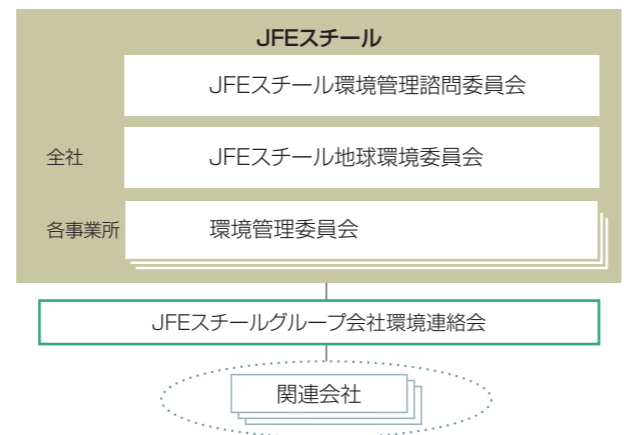 JFEスチール
JFEスチール環境管理諮問委員会
全社
JFEスチール地球環境委員会
各事業所
環境管理委員会
JFEスチールグループ会社環境連絡会
関連会社